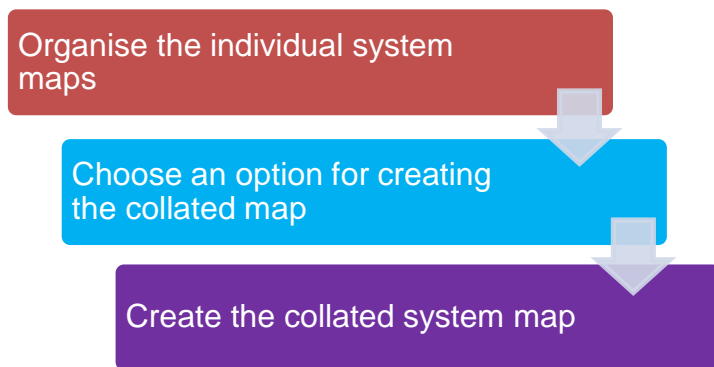 Organise the individual system
maps
Choose an option for creating
the collated map
Create the collated system map